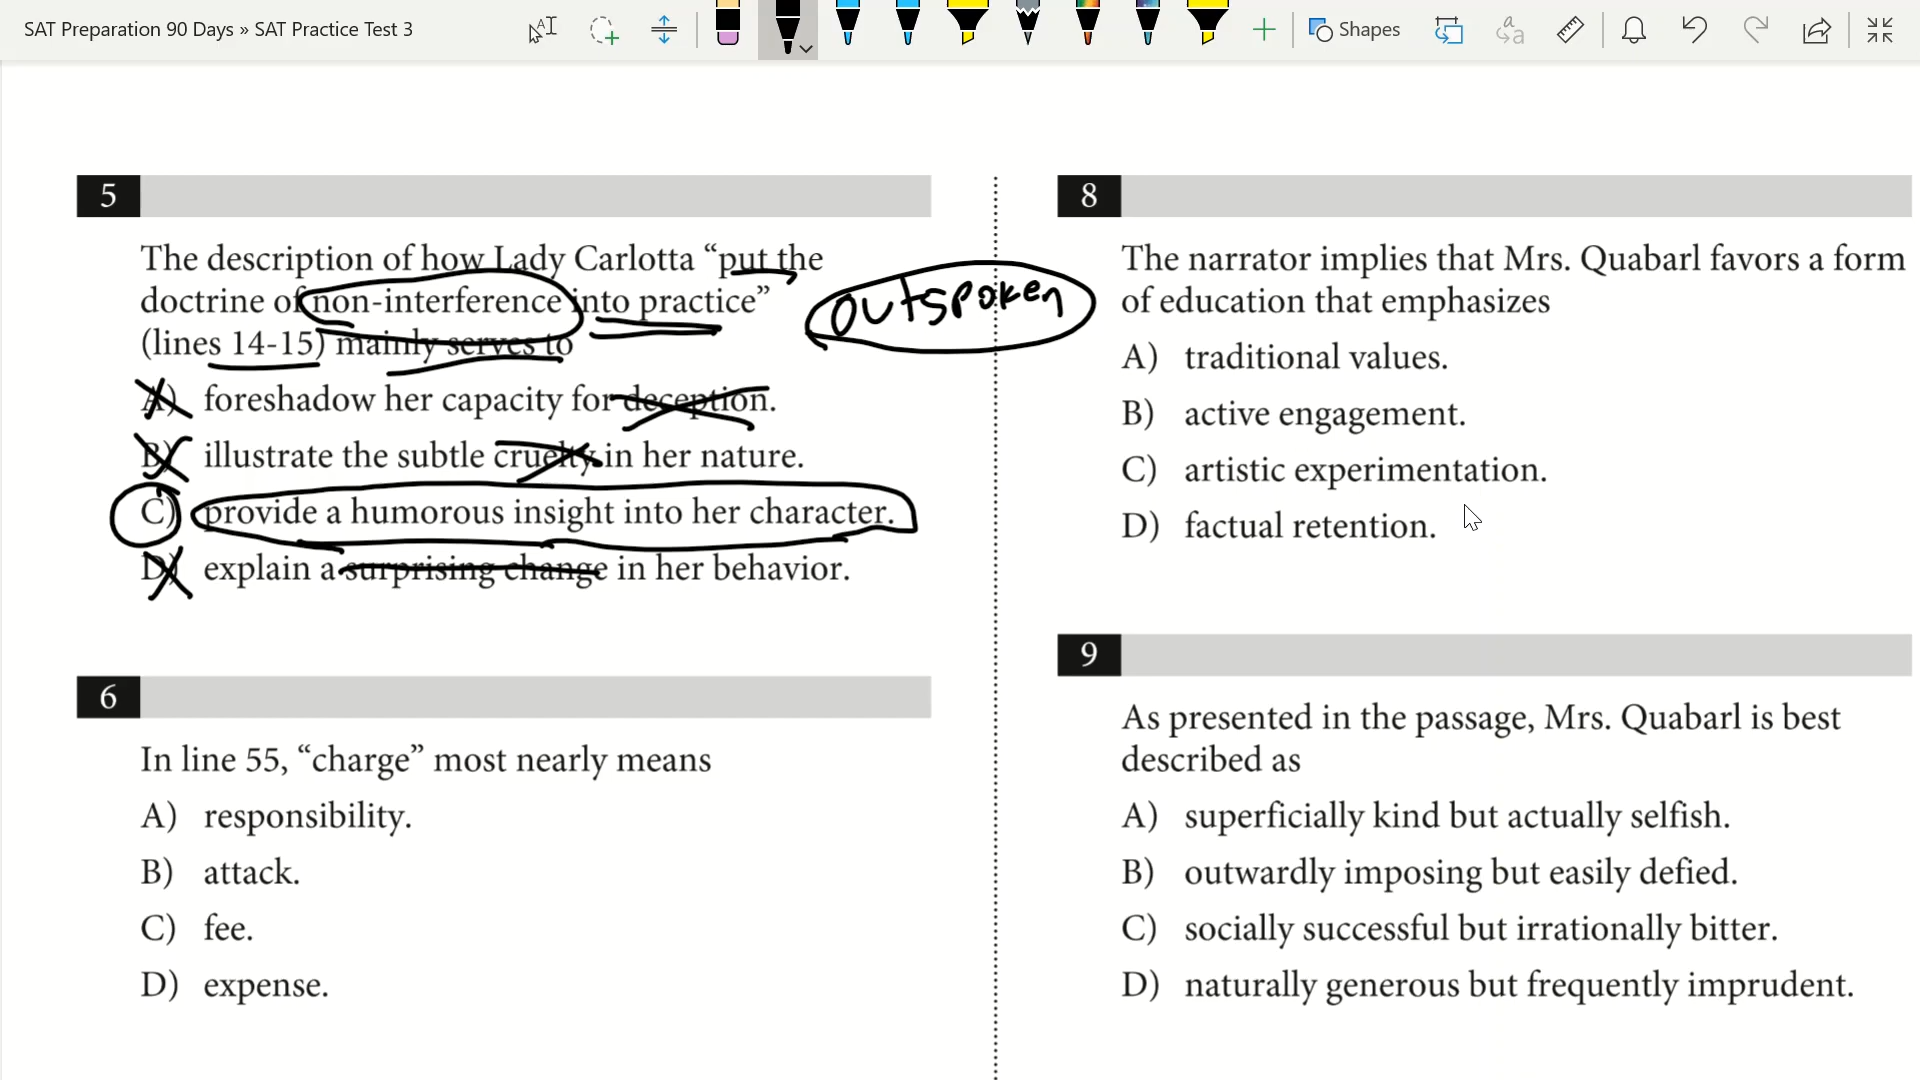 SAT Preparation 90 Days » SAT Practice Test 3
Shapes
5
The description of how Lady Carlotta “put the
doctrine of non-interference into practice”
(lines 14-15) mainly serves to
outspoken
A) foreshadow her capacity for deception.
B) illustrate the subtle cruelty in her nature.
C) provide a humorous insight into her character.
D) explain a surprising change in her behavior.
6
In line 55, “charge” most nearly means
A) responsibility.
B) attack.
C) fee.
D) expense.
8
The narrator implies that Mrs. Quabarl favors a form
of education that emphasizes
A) traditional values.
B) active engagement.
C) artistic experimentation.
D) factual retention.
9
As presented in the passage, Mrs. Quabarl is best
described as
A) superficially kind but actually selfish.
B) outwardly imposing but easily defied.
C) socially successful but irrationally bitter.
D) naturally generous but frequently imprudent.